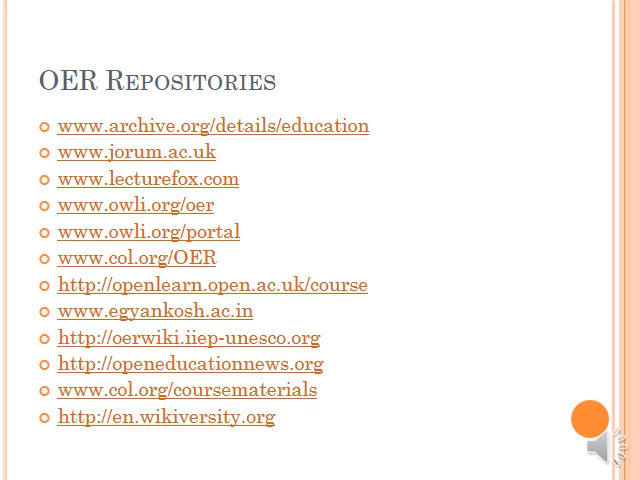 OER Repositories
www.archive.org/details/education
www.jorum.ac.uk
www.lecturefox.com
www.owli.org/oer
www.owli.org/portal
www.col.org/OER
http://openlearn.open.ac.uk/course
www.egyankosh.ac.in
http://oerwiki.iiep-unesco.org
http://openeducationnews.org
www.col.org/coursematerials
http://en.wikiversity.org